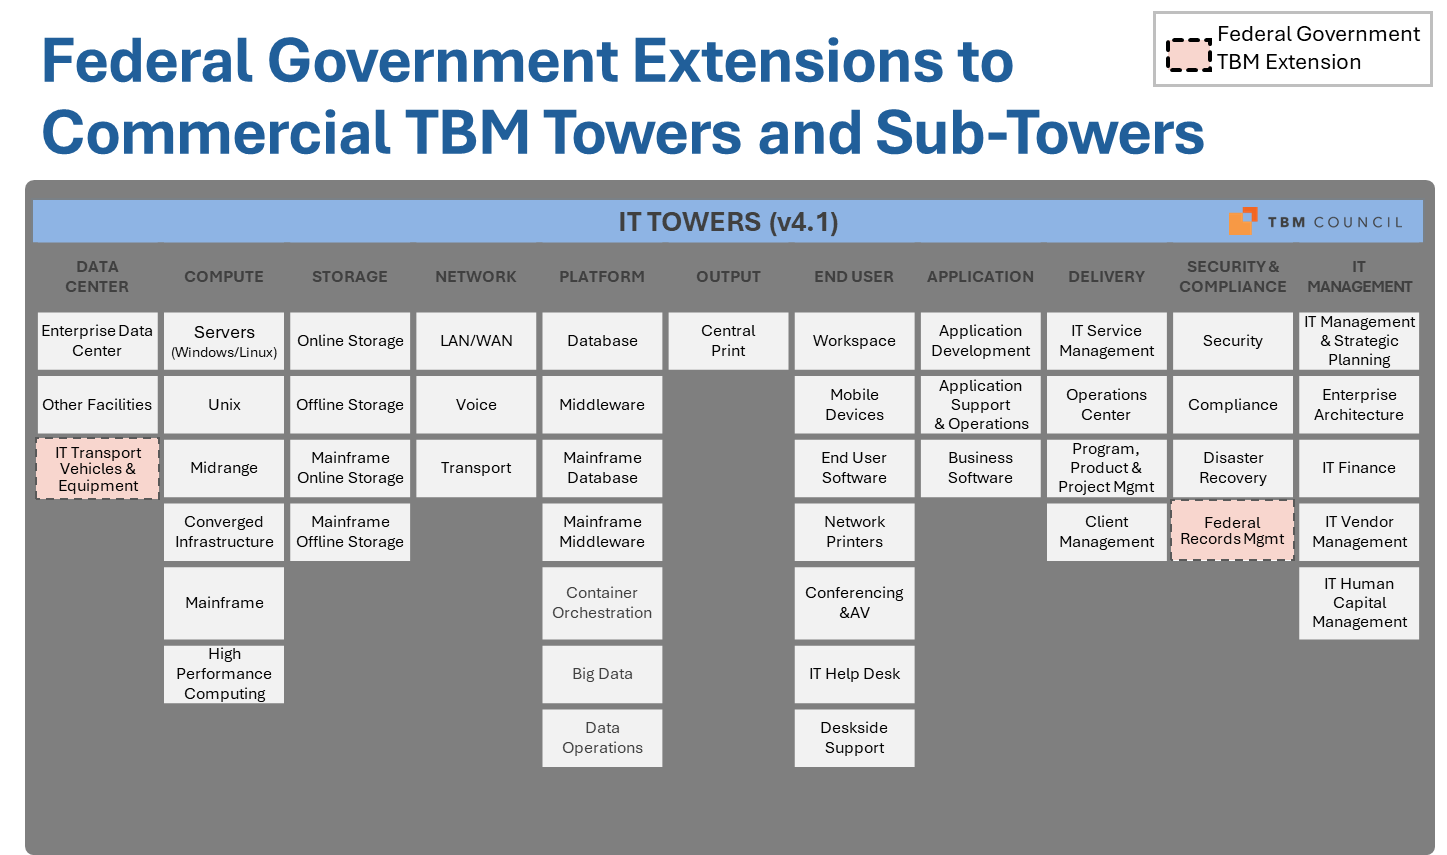 Federal Government Extensions to
Commercial TBM Towers and Sub-Towers
Federal Government
TBM Extension
IT TOWERS (v4.1)
TBM COUNCIL
DATA
CENTER
COMPUTE
STORAGE
NETWORK
PLATFORM
OUTPUT
END USER
APPLICATION
DELIVERY
SECURITY &
COMPLIANCE
IT
MANAGEMENT
Enterprise Data
Center
Servers
(Windows/Linux)
Online Storage
LAN/WAN
Database
Central
Print
Workspace
Application
Development
IT Service
Management
Security
IT Management
& Strategic
Planning
Other Facilities
Unix
Offline Storage
Voice
Middleware
Mobile
Devices
Application
Support
& Operations
Operations
Center
Compliance
Enterprise
Architecture
IT Transport
Vehicles &
Equipment
Midrange
Mainframe
Online Storage
Transport
Mainframe
Database
End User
Software
Business
Software
Program,
Product &
Project Mgmt
Disaster
Recovery
IT Finance
Converged
Infrastructure
Mainframe
Offline Storage
Mainframe
Middleware
Network
Printers
Client
Management
Federal
Records Mgmt
IT Vendor
Management
Mainframe
Container
Orchestration
Conferencing
&AV
IT Human
Capital
Management
High
Performance
Computing
Big Data
IT Help Desk
Data
Operations
Deskside
Support